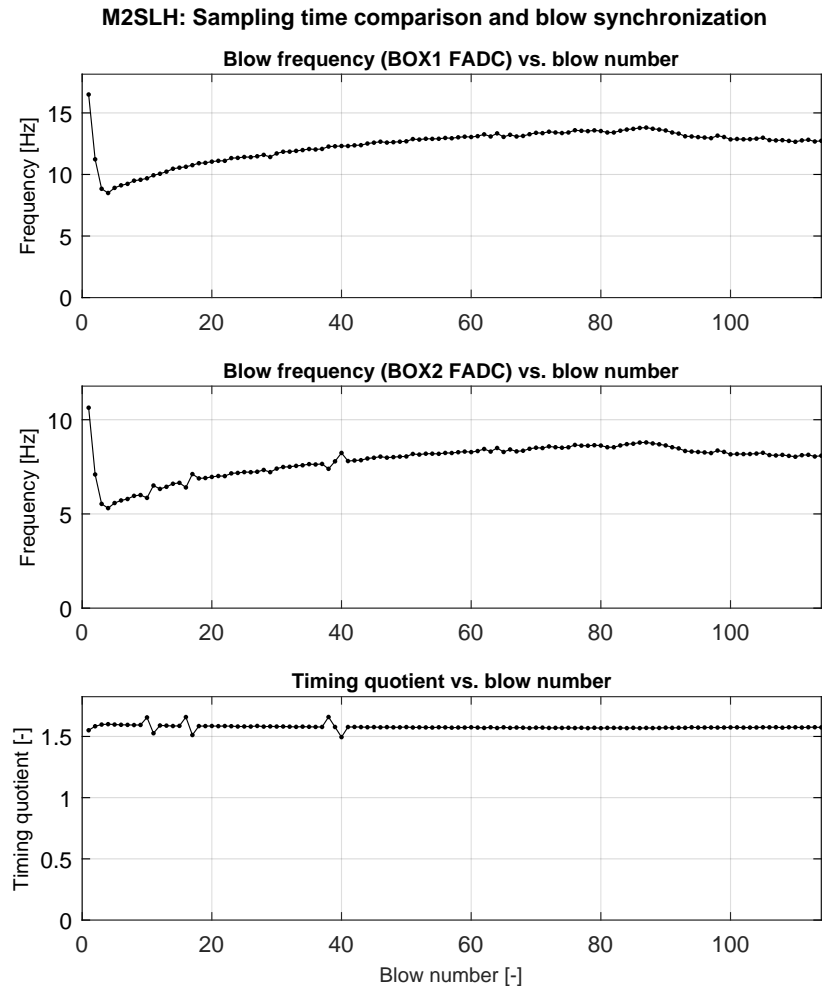 M2SLH: Sampling time comparison and blow synchronization
Blow frequency (BOX1 FADC) vs. blow number
Frequency [Hz]
15
10
5
0
0 20 40 60 80 100
Blow frequency (BOX2 FADC) vs. blow number
Frequency [Hz]
10
5
0
0 20 40 60 80 100
Timing quotient vs. blow number
Timing quotient [-]
1.5
1
0.5
0
0 20 40 60 80 100
Blow number [-]